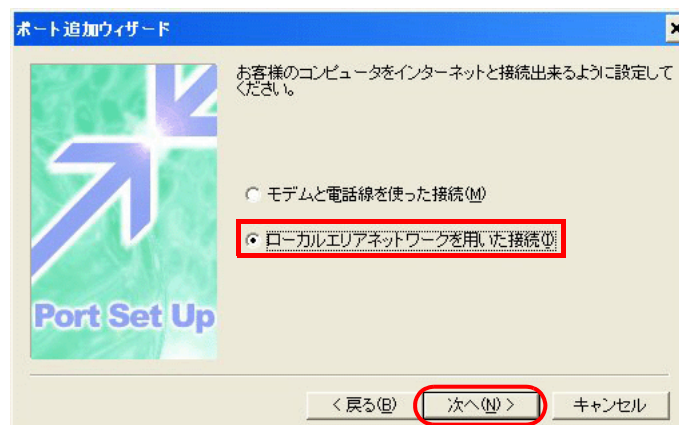 ポート追加ウィザード
お客様のコンピュータをインターネットと接続出来るように設定して
ください。
モデムと電話線を使った接続(M)
ローカルエリアネットワークを用いた接続(I)
Port Set Up
< 戻る(B)
次へ(N) >
キャンセル